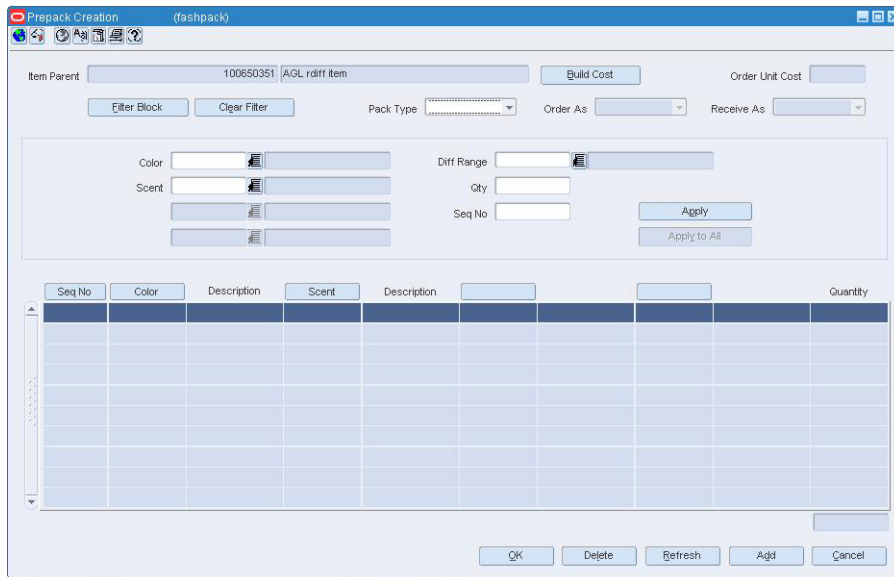 Prepack Creation (fashpack)
Item Parent 100650351 AGL rdiff item Build Cost Order Unit Cost
Filter Block Clear Filter Pack Type Order As Receive As
Color Diff Range
Scent Qty
Seq No Apply
Apply to All
Seq No Color Description Scent Description Quantity
OK Delete Refresh Add Cancel